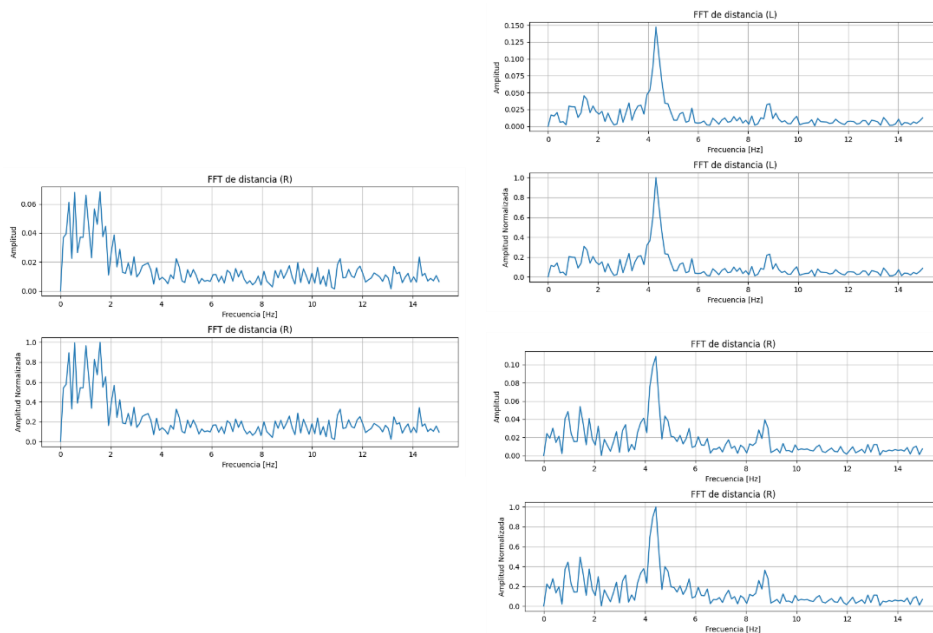 FFT de distancia (R)
Amplitud
0.06
0.04
0.02
0.00
0 2 4 6 8 10 12 14
Frecuencia [Hz]
FFT de distancia (R)
Amplitud Normalizada
1.0
0.8
0.6
0.4
0.2
0.0
0 2 4 6 8 10 12 14
Frecuencia [Hz]
FFT de distancia (L)
Amplitud
0.150
0.125
0.100
0.075
0.050
0.025
0.000
0 2 4 6 8 10 12 14
Frecuencia [Hz]
FFT de distancia (L)
Amplitud Normalizada
1.0
0.8
0.6
0.4
0.2
0.0
0 2 4 6 8 10 12 14
Frecuencia [Hz]
FFT de distancia (R)
Amplitud
0.10
0.08
0.06
0.04
0.02
0.00
0 2 4 6 8 10 12 14
Frecuencia [Hz]
FFT de distancia (R)
Amplitud Normalizada
1.0
0.8
0.6
0.4
0.2
0.0
0 2 4 6 8 10 12 14
Frecuencia [Hz]